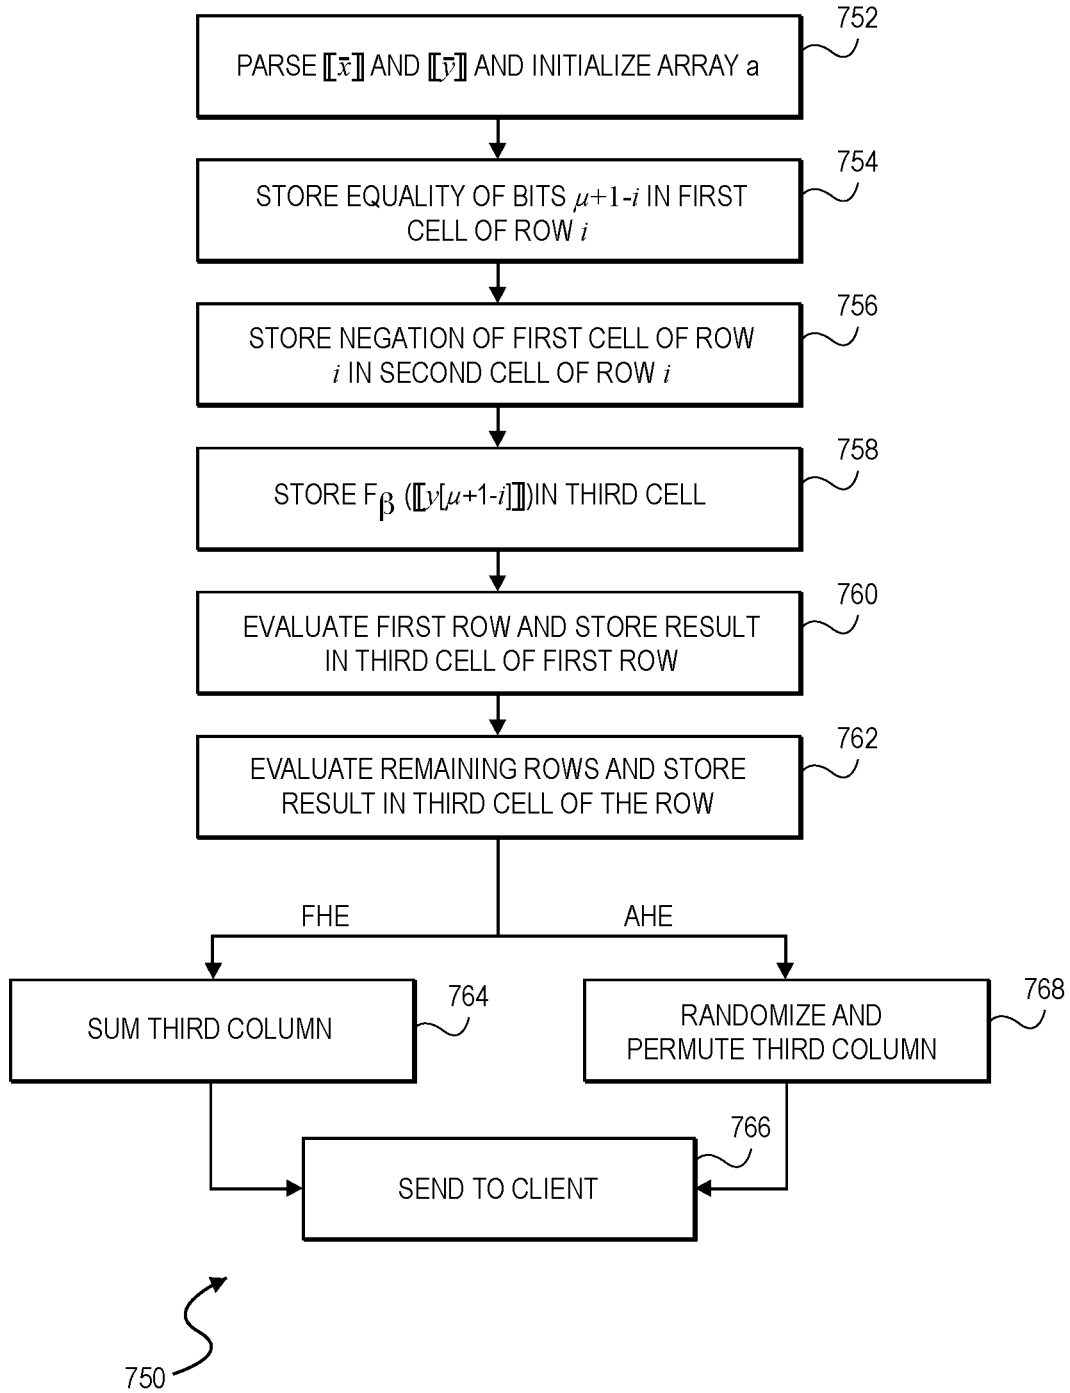 752
PARSE ⟦x̄⟧ AND ⟦ȳ⟧ AND INITIALIZE ARRAY a
754
STORE EQUALITY OF BITS μ+1-i IN FIRST
CELL OF ROW i
756
STORE NEGATION OF FIRST CELL OF ROW
i IN SECOND CELL OF ROW i
758
STORE Fβ (⟦y[μ+1-i]⟧)IN THIRD CELL
760
EVALUATE FIRST ROW AND STORE RESULT
IN THIRD CELL OF FIRST ROW
762
EVALUATE REMAINING ROWS AND STORE
RESULT IN THIRD CELL OF THE ROW
FHE
AHE
764
SUM THIRD COLUMN
768
RANDOMIZE AND
PERMUTE THIRD COLUMN
766
SEND TO CLIENT
750